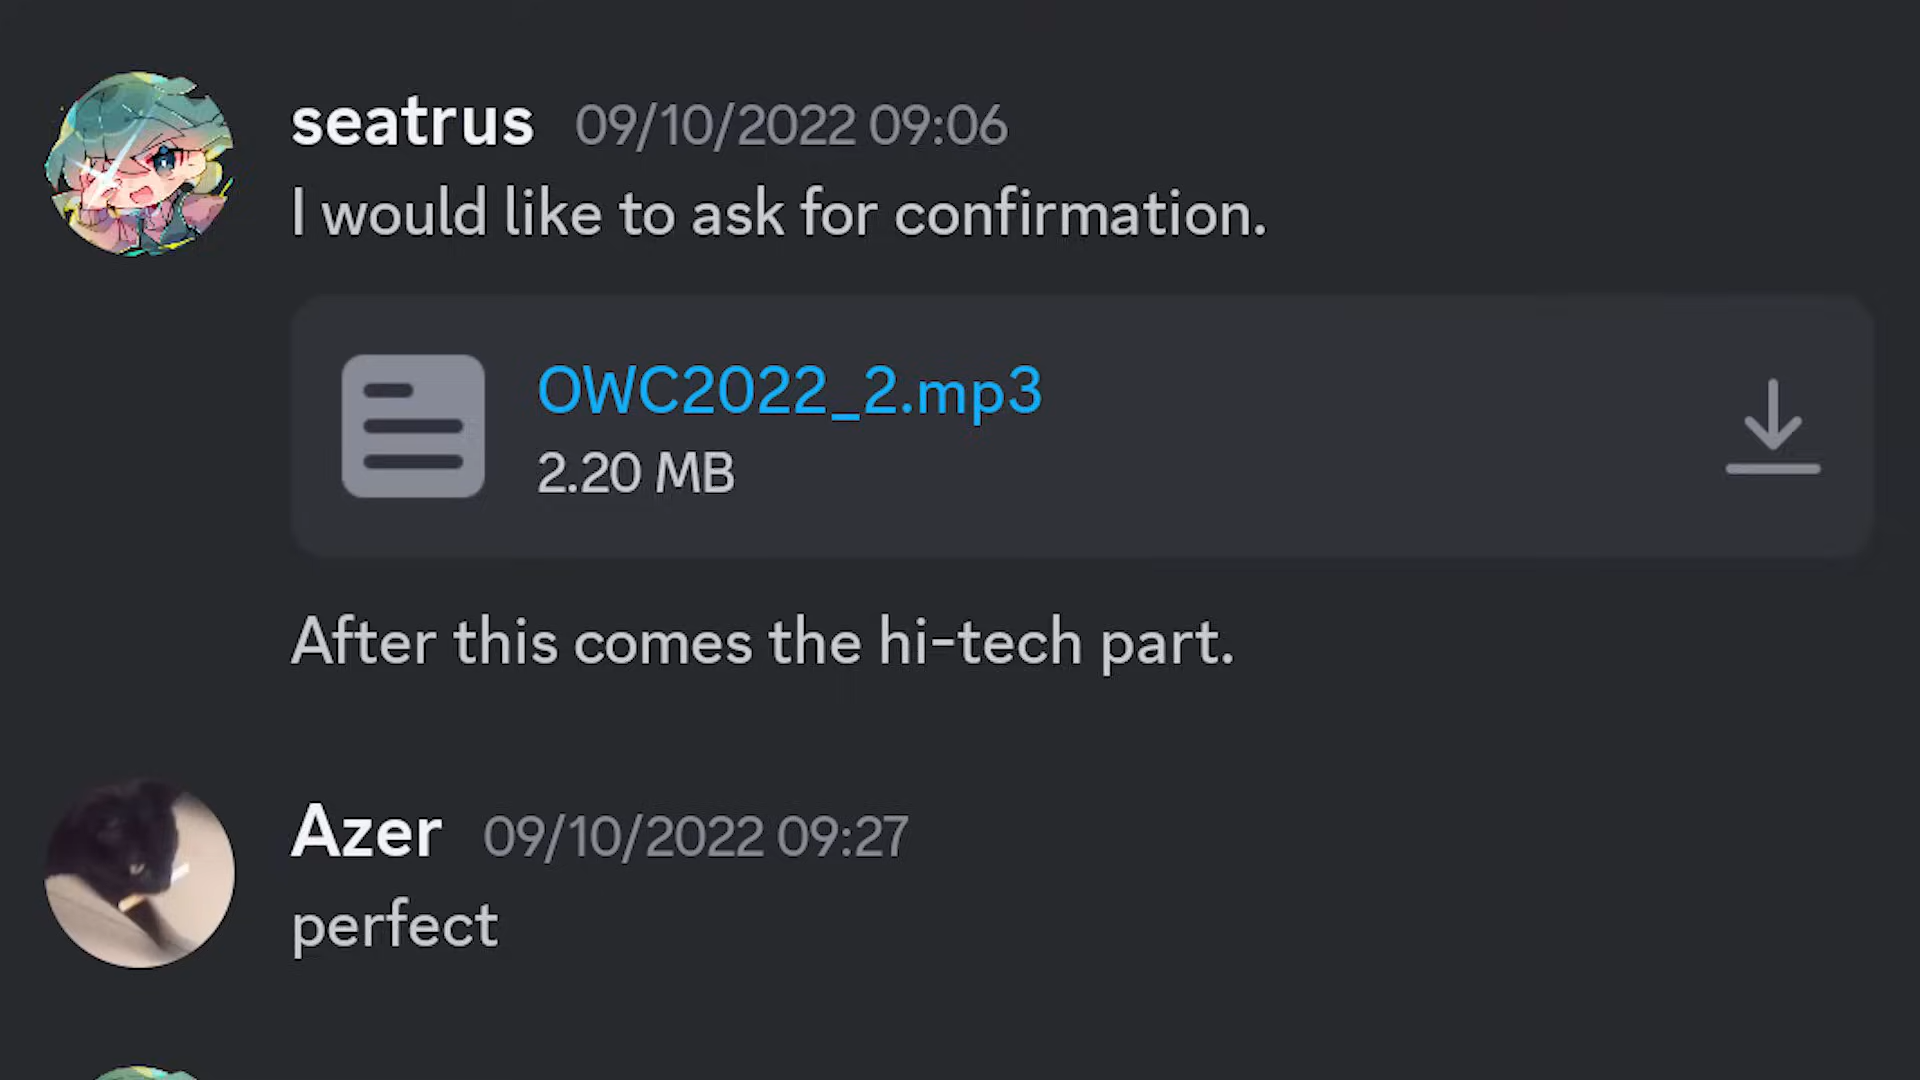 seatrus 09/10/2022 09:06
I would like to ask for confirmation.
OWC2022_2.mp3
2.20 MB
After this comes the hi-tech part.
Azer 09/10/2022 09:27
perfect